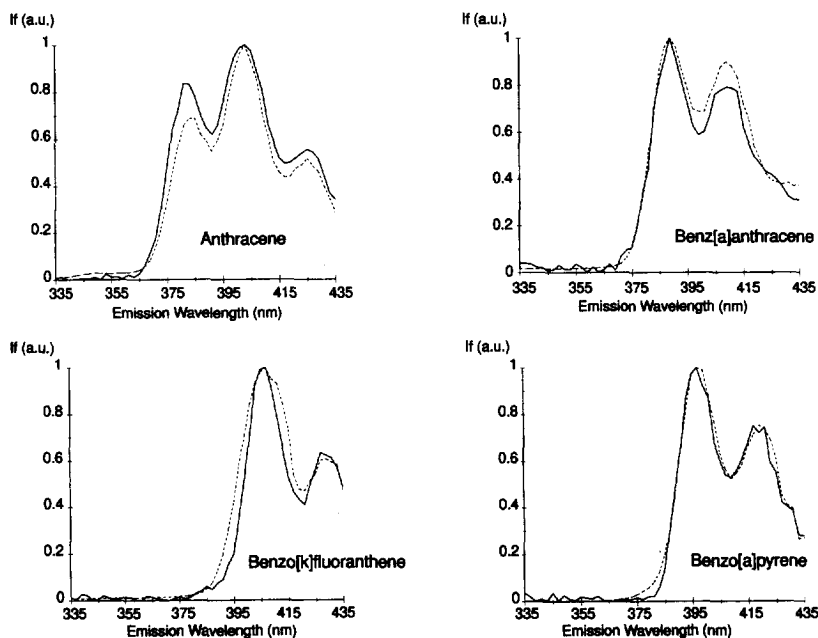 If (a.u.)
1
0.8
0.6
0.4
0.2
0
335 355 375 395 415 435
Emission Wavelength (nm)
Anthracene
If (a.u.)
1
0.8
0.6
0.4
0.2
0
335 355 375 395 415 435
Emission Wavelength (nm)
Benz[a]anthracene
If (a.u.)
1
0.8
0.6
0.4
0.2
0
335 355 375 395 415 435
Emission Wavelength (nm)
Benzo[k]fluoranthene
If (a.u.)
1
0.8
0.6
0.4
0.2
0
335 355 375 395 415 435
Emission Wavelength (nm)
Benzo[a]pyrene